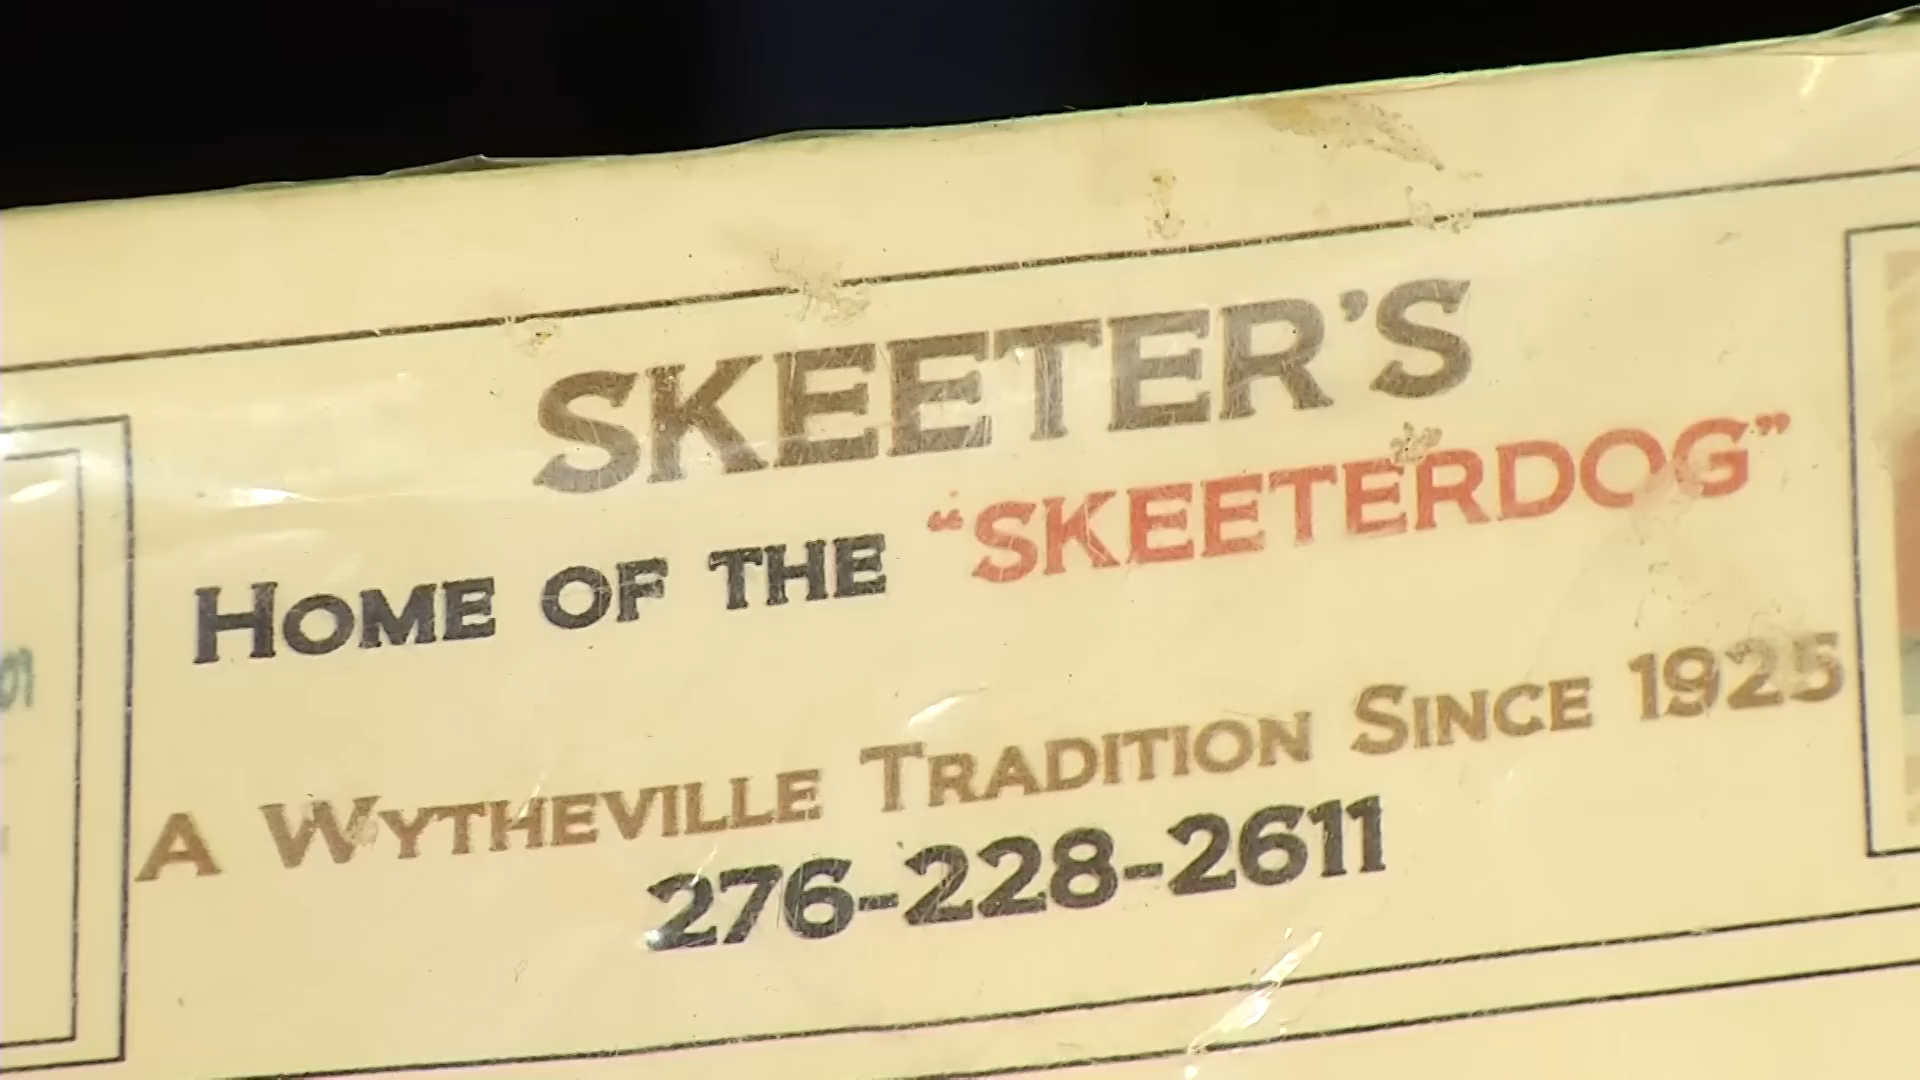 SKEETER'S
HOME OF THE "SKEETERDOG"
A WYTHEVILLE TRADITION SINCE 1925
276-228-2611